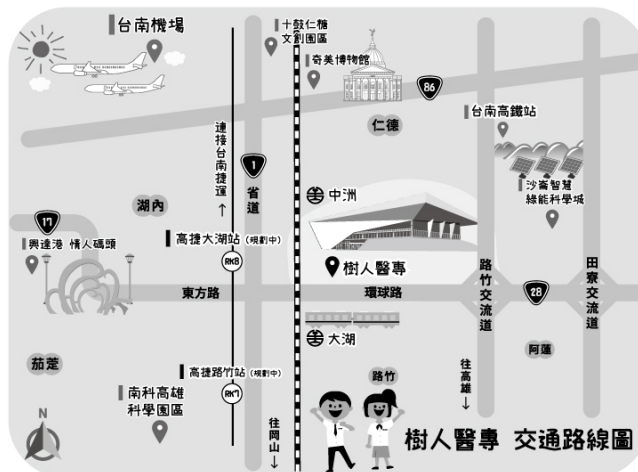 台南機場
十鼓仁糖
文創園區
奇美博物館
86
仁德
台南高鐵站
連接台南捷運
→
1
省道
中洲
沙崙智慧
綠能科學城
湖內
17
興達港 情人碼頭
高捷大湖站 (規劃中)
RK8
樹人醫專
路竹交流道
田寮交流道
東方路
環球路
28
大湖
阿蓮
茄萣
高捷路竹站 (規劃中)
RK7
路竹
往高雄
→
南科高雄
科學園區
往岡山
→
N
樹人醫專 交通路線圖